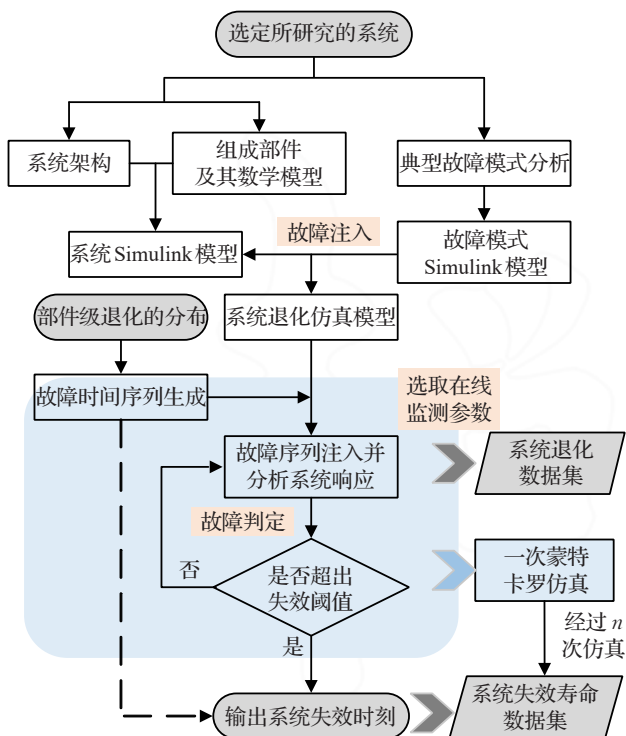 选定所研究的系统
系统架构
组成部件
及其数学模型
典型故障模式分析
故障注入
系统Simulink模型
故障模式
Simulink模型
部件级退化的分布
系统退化仿真模型
故障时间序列生成
选取在线
监测参数
故障序列注入并
分析系统响应
系统退化
数据集
故障判定
否
是否超出
失效阈值
一次蒙特
卡罗仿真
是
经过 n
次仿真
输出系统失效时刻
系统失效寿命
数据集